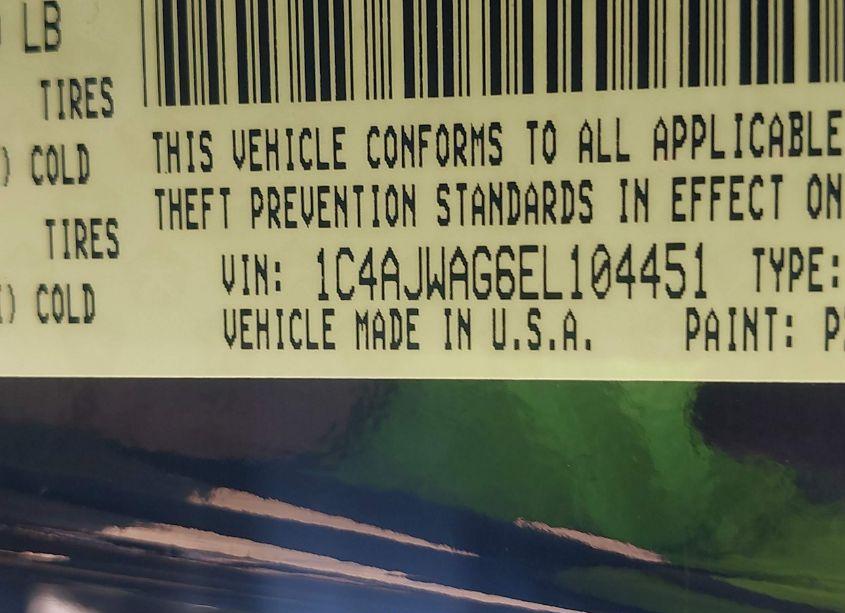 LB
TIRES
) COLD
TIRES
) COLD
THIS VEHICLE CONFORMS TO ALL APPLICABLE
THEFT PREVENTION STANDARDS IN EFFECT ON
VIN: 1C4AJWAG6EL104451 TYPE:
VEHICLE MADE IN U.S.A. PAINT: P